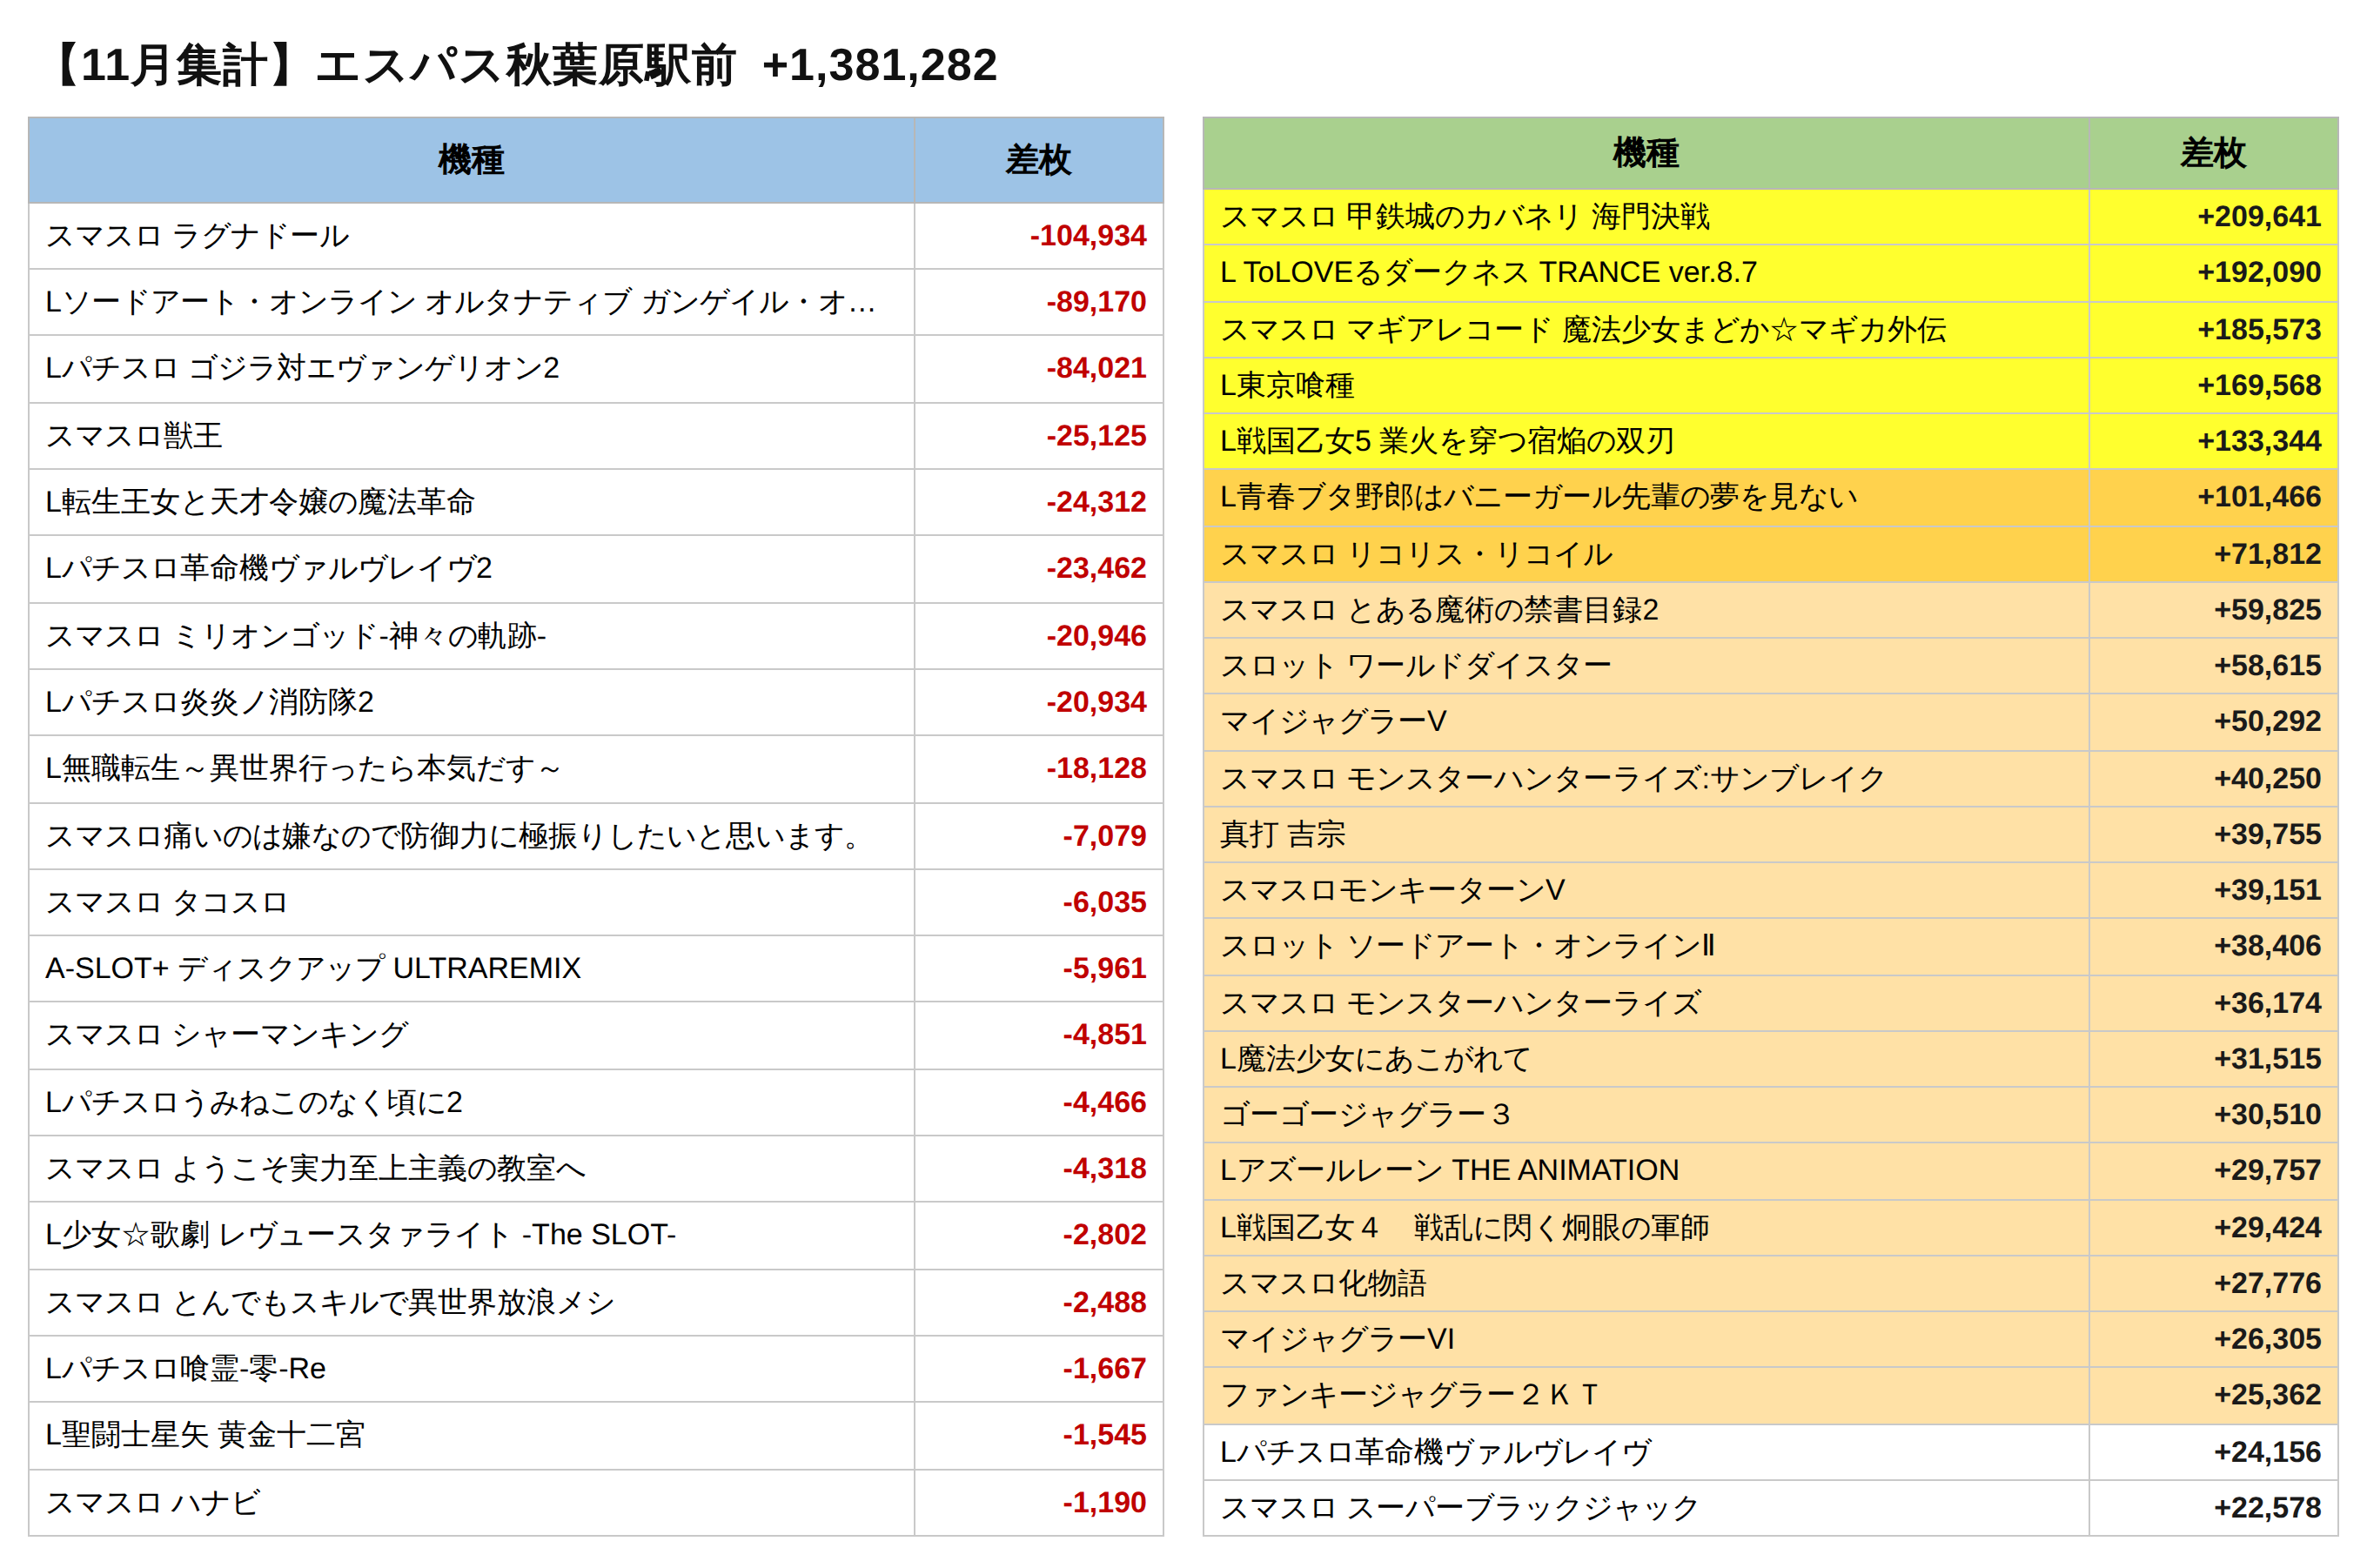 【11月集計】エスパス秋葉原駅前 +1,381,282
機種 差枚
スマスロ ラグナドール -104,934
Lソードアート・オンライン オルタナティブ ガンゲイル・オ… -89,170
Lパチスロ ゴジラ対エヴァンゲリオン2 -84,021
スマスロ獣王 -25,125
L転生王女と天才令嬢の魔法革命 -24,312
Lパチスロ革命機ヴァルヴレイヴ2 -23,462
スマスロ ミリオンゴッド-神々の軌跡- -20,946
Lパチスロ炎炎ノ消防隊2 -20,934
L無職転生～異世界行ったら本気だす～ -18,128
スマスロ痛いのは嫌なので防御力に極振りしたいと思います。 -7,079
スマスロ タコスロ -6,035
A-SLOT+ ディスクアップ ULTRAREMIX -5,961
スマスロ シャーマンキング -4,851
Lパチスロうみねこのなく頃に2 -4,466
スマスロ ようこそ実力至上主義の教室へ -4,318
L少女☆歌劇 レヴュースタァライト -The SLOT- -2,802
スマスロ とんでもスキルで異世界放浪メシ -2,488
Lパチスロ喰霊-零-Re -1,667
L聖闘士星矢 黄金十二宮 -1,545
スマスロ ハナビ -1,190
機種 差枚
スマスロ 甲鉄城のカバネリ 海門決戦 +209,641
L ToLOVEるダークネス TRANCE ver.8.7 +192,090
スマスロ マギアレコード 魔法少女まどか☆マギカ外伝 +185,573
L東京喰種 +169,568
L戦国乙女5 業火を穿つ宿焔の双刃 +133,344
L青春ブタ野郎はバニーガール先輩の夢を見ない +101,466
スマスロ リコリス・リコイル +71,812
スマスロ とある魔術の禁書目録2 +59,825
スロット ワールドダイスター +58,615
マイジャグラーV +50,292
スマスロ モンスターハンターライズ:サンブレイク +40,250
真打 吉宗 +39,755
スマスロモンキーターンV +39,151
スロット ソードアート・オンラインⅡ +38,406
スマスロ モンスターハンターライズ +36,174
L魔法少女にあこがれて +31,515
ゴーゴージャグラー３ +30,510
Lアズールレーン THE ANIMATION +29,757
L戦国乙女４　戦乱に閃く炯眼の軍師 +29,424
スマスロ化物語 +27,776
マイジャグラーVI +26,305
ファンキージャグラー２ＫＴ +25,362
Lパチスロ革命機ヴァルヴレイヴ +24,156
スマスロ スーパーブラックジャック +22,578